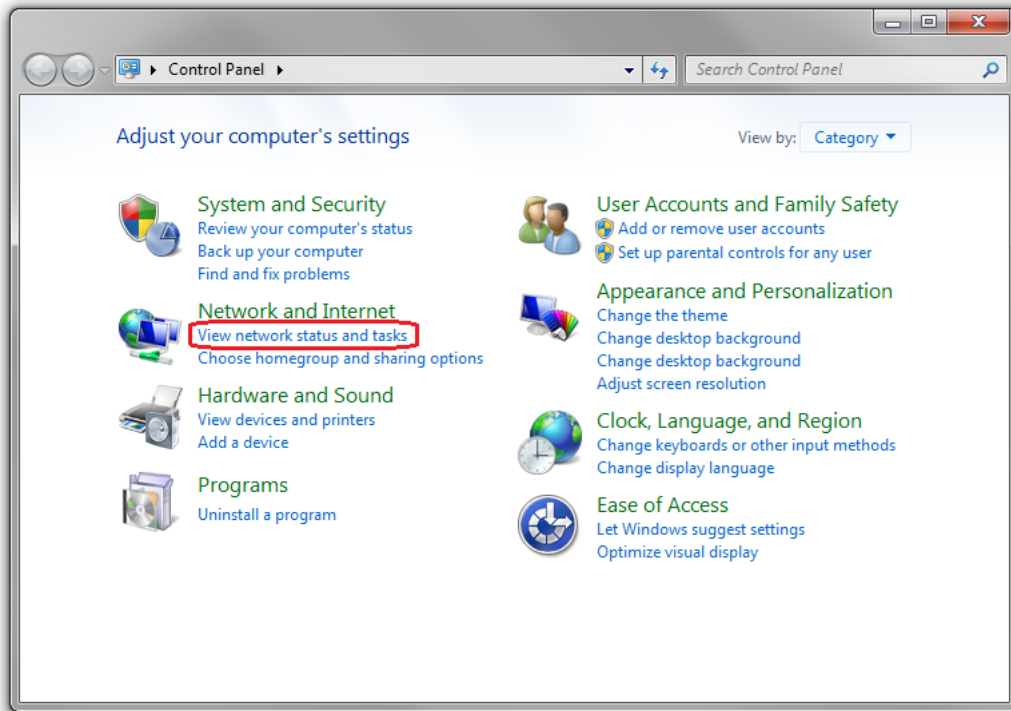 Control Panel
Search Control Panel
Adjust your computer's settings
View by: Category
System and Security
Review your computer's status
Back up your computer
Find and fix problems
Network and Internet
View network status and tasks
Choose homegroup and sharing options
Hardware and Sound
View devices and printers
Add a device
Programs
Uninstall a program
User Accounts and Family Safety
Add or remove user accounts
Set up parental controls for any user
Appearance and Personalization
Change the theme
Change desktop background
Change desktop background
Adjust screen resolution
Clock, Language, and Region
Change keyboards or other input methods
Change display language
Ease of Access
Let Windows suggest settings
Optimize visual display